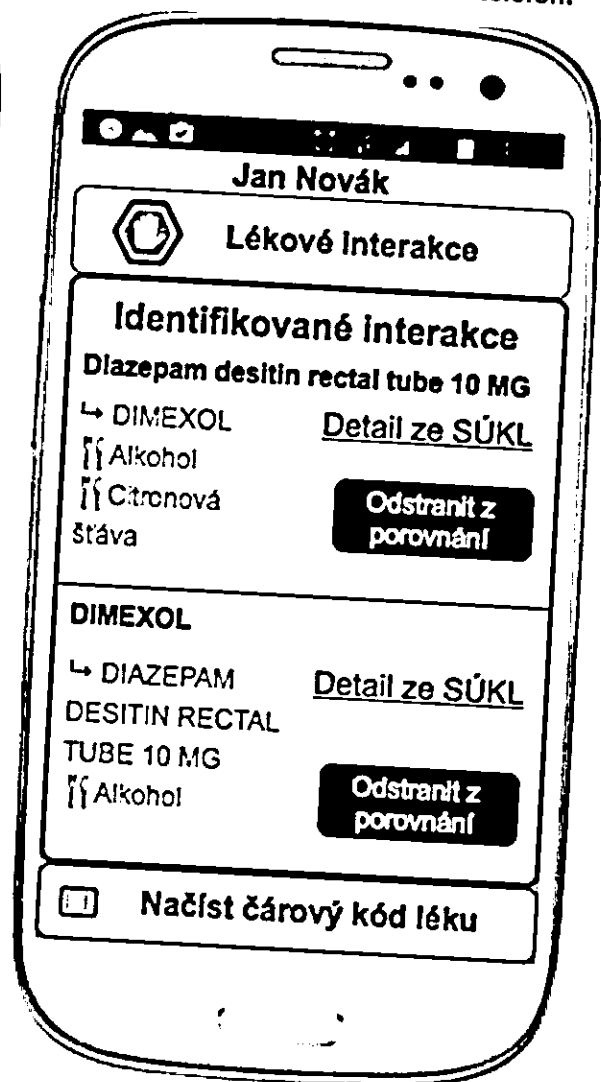 telefon.
Jan Novák
Lékové interakce
Identifikované interakce
Diazepam desitin rectal tube 10 MG
↳ DIMEXOL
Detail ze SÚKL
Alkohol
Citronová
šťáva
Odstranit z
porovnání
DIMEXOL
↳ DIAZEPAM
DESITIN RECTAL
TUBE 10 MG
Detail ze SÚKL
Alkohol
Odstranit z
porovnání
Načíst čárový kód léku